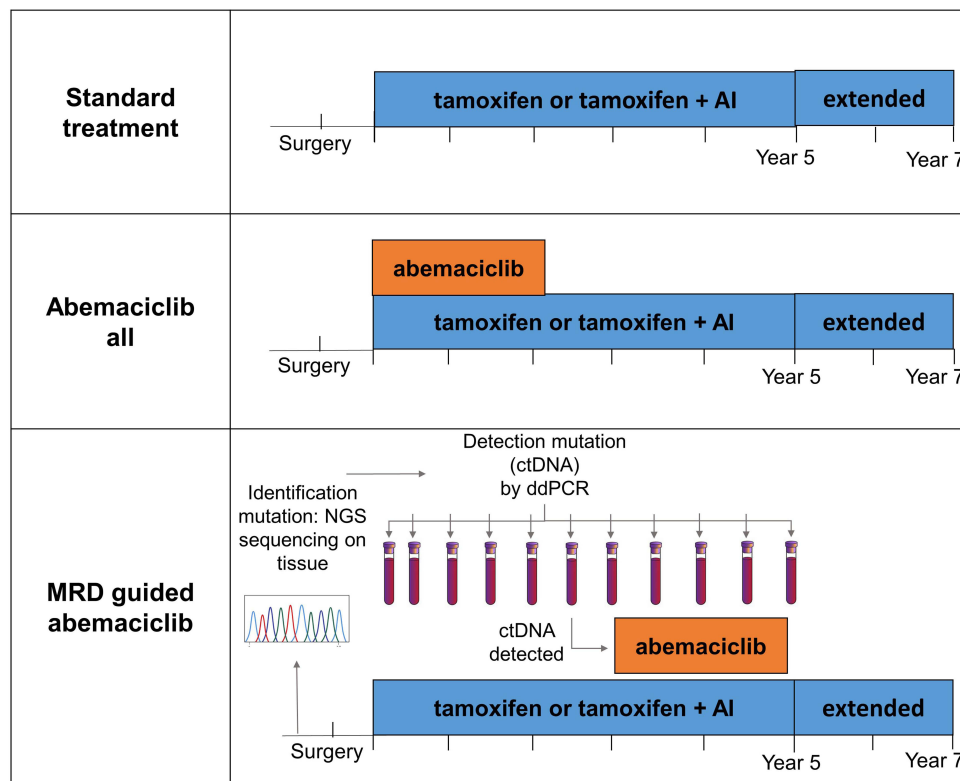 Standard
treatment
tamoxifen or tamoxifen + AI
extended
Surgery
Year 5
Year 7
Abemaciclib
all
abemaciclib
tamoxifen or tamoxifen + AI
extended
Surgery
Year 5
Year 7
MRD guided
abemaciclib
Identification
mutation: NGS
sequencing on
tissue
Detection mutation
(ctDNA)
by ddPCR
ctDNA
detected
abemaciclib
tamoxifen or tamoxifen + AI
extended
Surgery
Year 5
Year 7